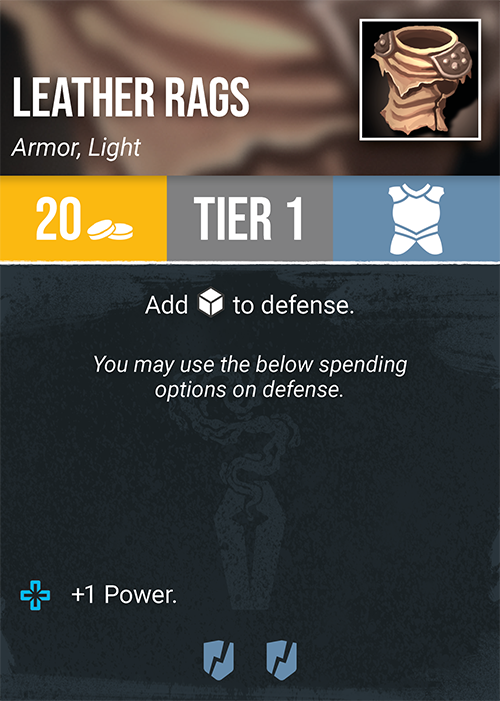 LEATHER RAGS
Armor, Light
20
TIER 1
Add to defense.
You may use the below spending
options on defense.
+1 Power.